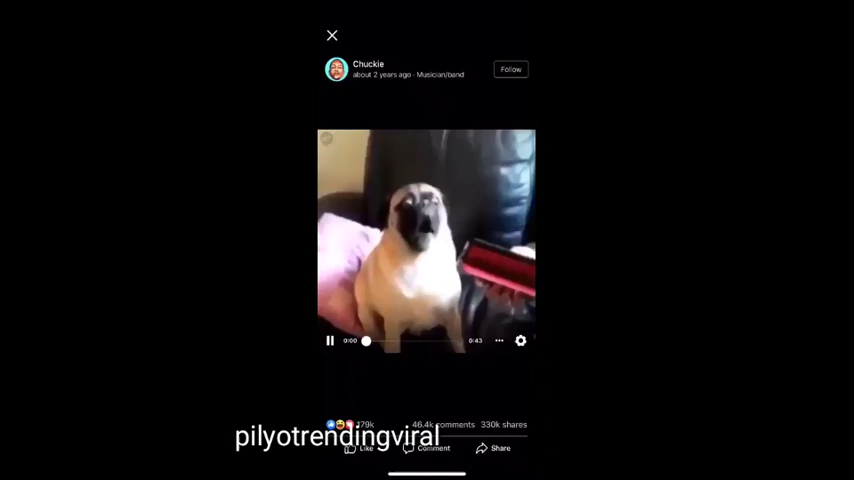 Chuckie
about 2 years ago · Musician/band
Follow
0:00
0:43
179k
46.4k comments
330k shares
pilyotrendingviral
Like
Comment
Share